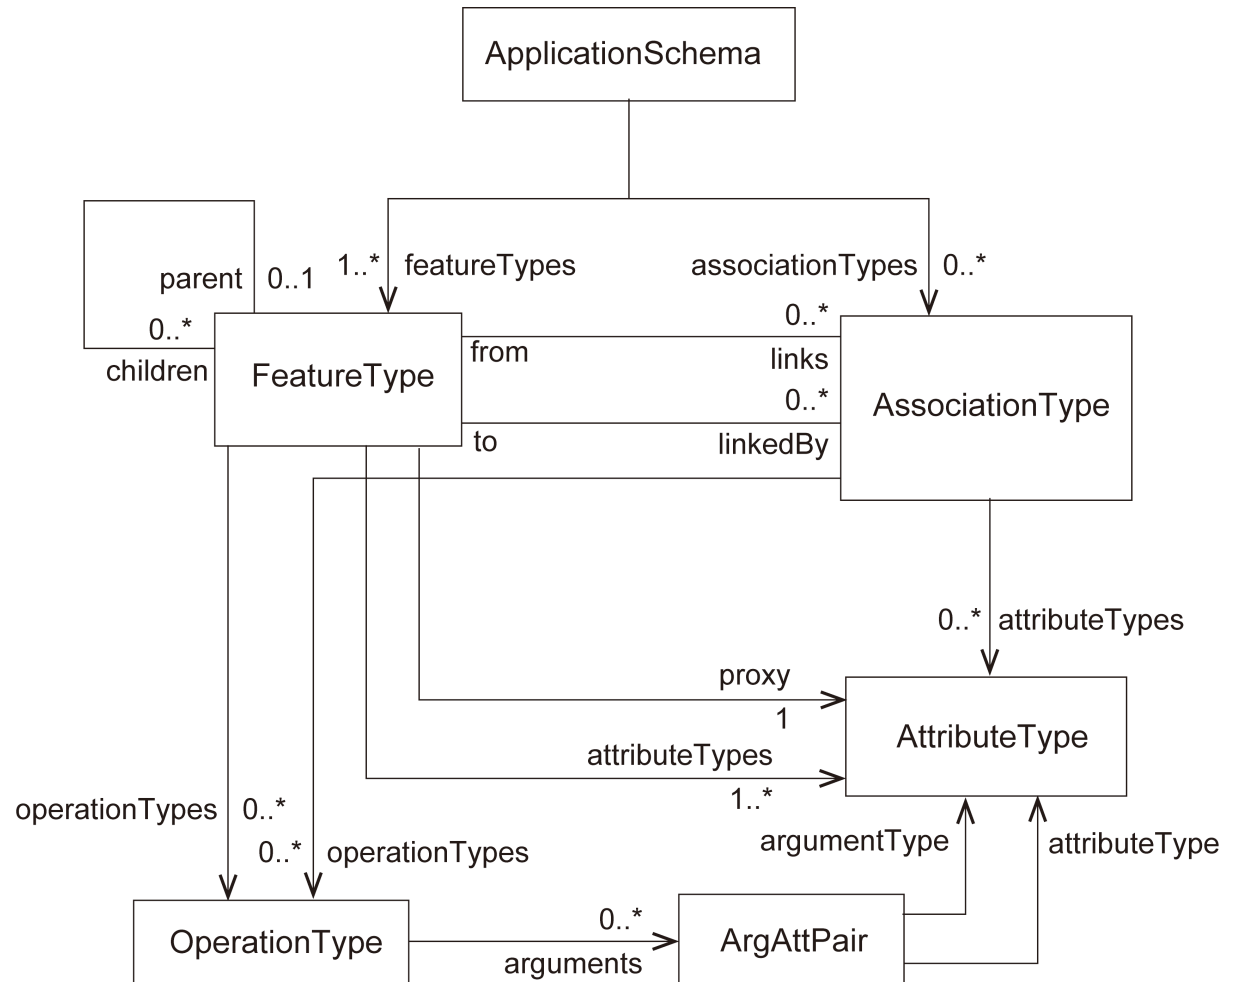 ApplicationSchema
1..* featureTypes
associationTypes 0..*
parent 0..1
0..*
children
FeatureType
0..*
from
links
0..*
to
linkedBy
AssociationType
0..* attributeTypes
proxy
1
AttributeType
attributeTypes
1..*
operationTypes 0..*
0..* operationTypes
argumentType
attributeType
OperationType
0..*
arguments
ArgAttPair